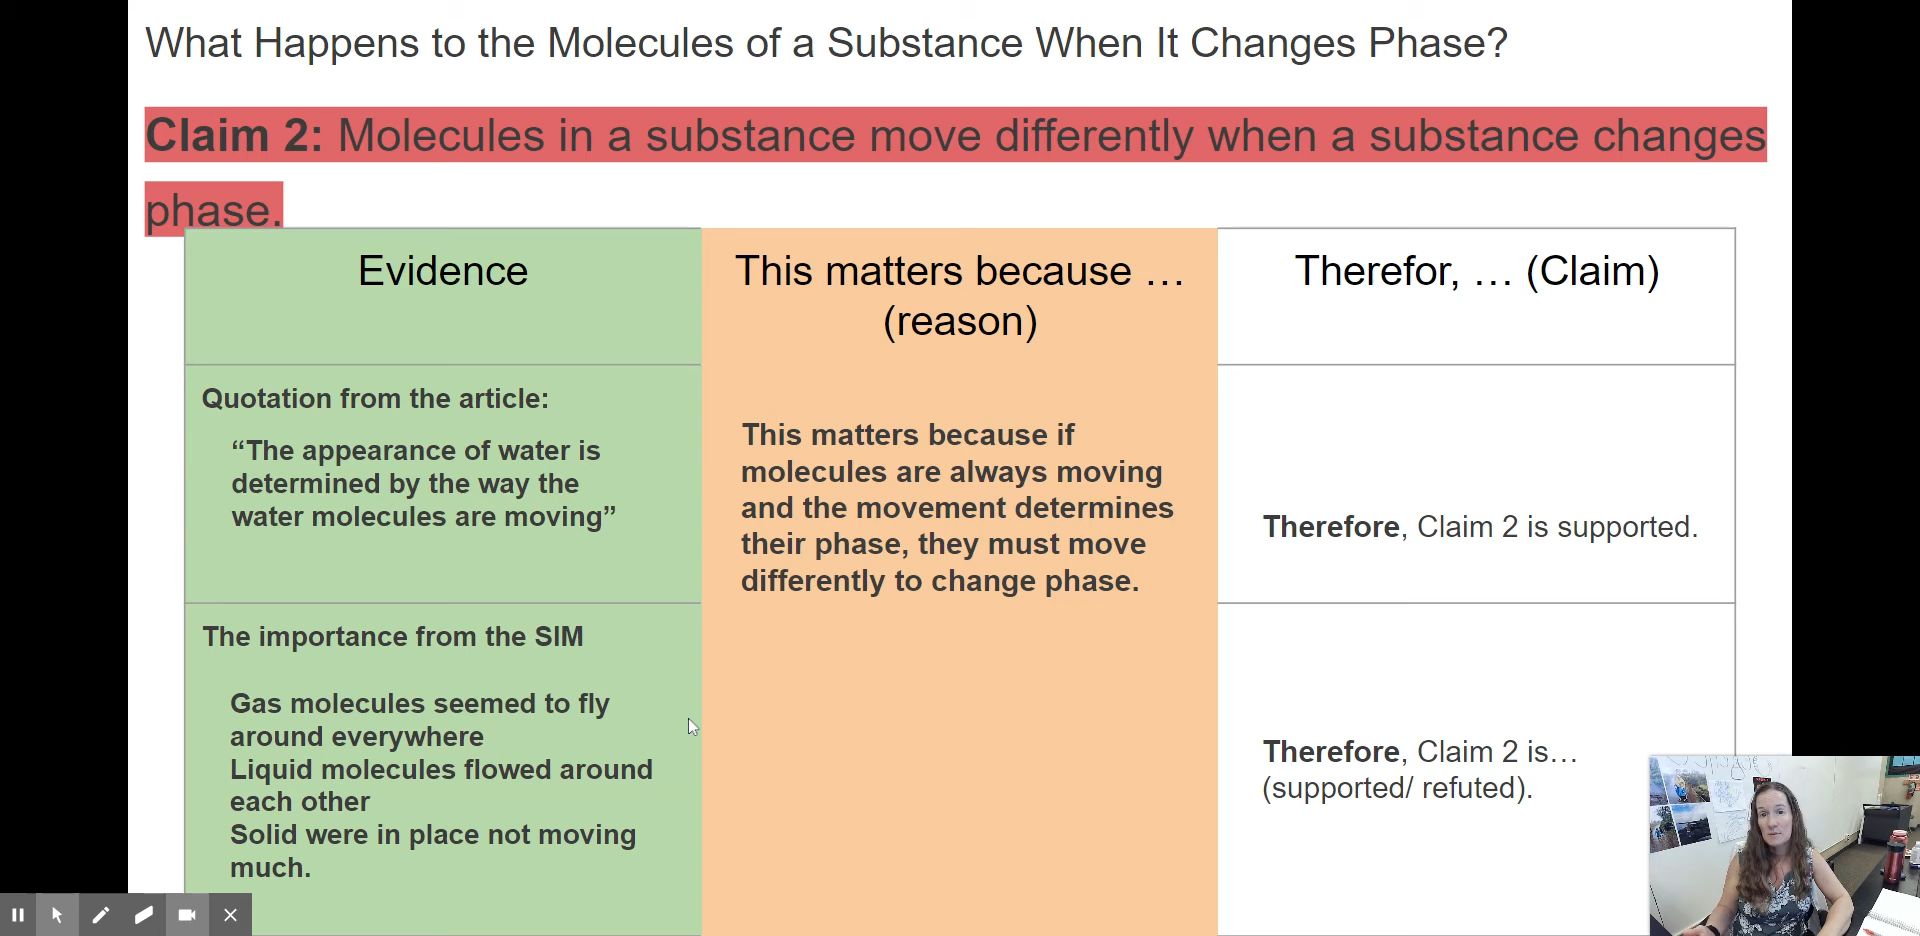 What Happens to the Molecules of a Substance When It Changes Phase?
Claim 2: Molecules in a substance move differently when a substance changes
phase.
Evidence
This matters because …
(reason)
Therefor, … (Claim)
Quotation from the article:
“The appearance of water is
determined by the way the
water molecules are moving”
This matters because if
molecules are always moving
and the movement determines
their phase, they must move
differently to change phase.
Therefore, Claim 2 is supported.
The importance from the SIM
Gas molecules seemed to fly
around everywhere
Liquid molecules flowed around
each other
Solid were in place not moving
much.
Therefore, Claim 2 is…
(supported/ refuted).